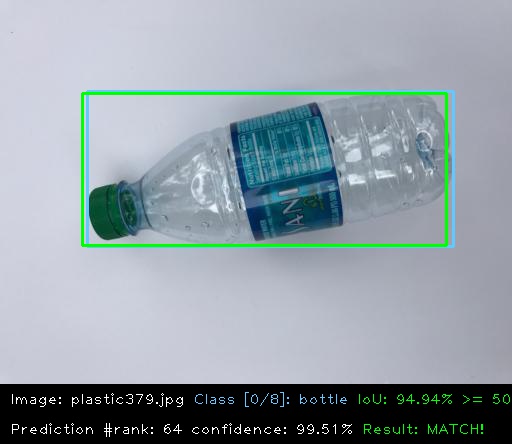 DANI
Image: plastic379.jpg Class [0/8]: bottle IoU: 94.94% >= 50
Prediction #rank: 64 confidence: 99.51% Result: MATCH!